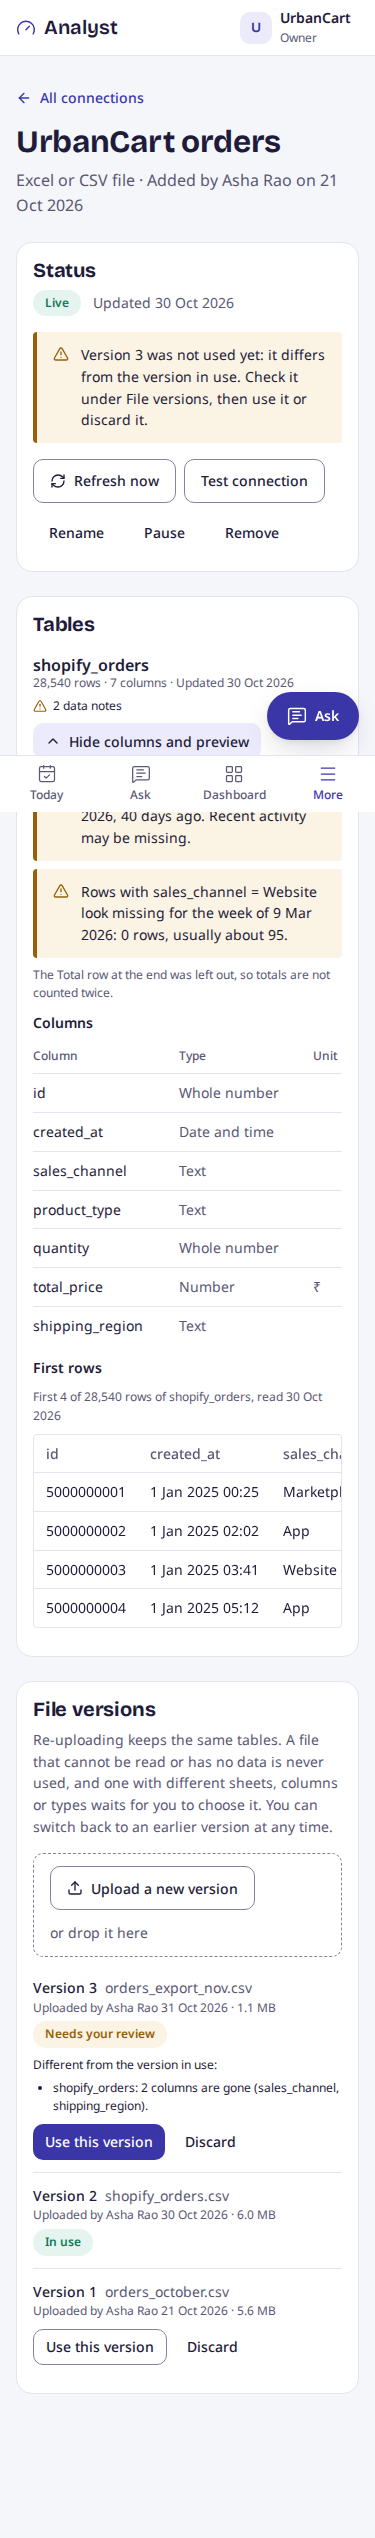 Analyst
U
UrbanCart
Owner
All connections
UrbanCart orders
Excel or CSV file · Added by Asha Rao on 21
Oct 2026
Status
Live
Updated 30 Oct 2026
Version 3 was not used yet: it differs
from the version in use. Check it
under File versions, then use it or
discard it.
Refresh now
Test connection
Rename
Pause
Remove
Tables
shopify_orders
28,540 rows · 7 columns · Updated 30 Oct 2026
2 data notes
Ask
Hide columns and preview
Today
Ask
Dashboard
More
2026, 40 days ago. Recent activity
may be missing.
Rows with sales_channel = Website
look missing for the week of 9 Mar
2026: 0 rows, usually about 95.
The Total row at the end was left out, so totals are not
counted twice.
Columns
Column Type Unit
id Whole number
created_at Date and time
sales_channel Text
product_type Text
quantity Whole number
total_price Number ₹
shipping_region Text
First rows
First 4 of 28,540 rows of shopify_orders, read 30 Oct
2026
id created_at sales_cha
5000000001 1 Jan 2025 00:25 Marketpl
5000000002 1 Jan 2025 02:02 App
5000000003 1 Jan 2025 03:41 Website
5000000004 1 Jan 2025 05:12 App
File versions
Re-uploading keeps the same tables. A file
that cannot be read or has no data is never
used, and one with different sheets, columns
or types waits for you to choose it. You can
switch back to an earlier version at any time.
Upload a new version
or drop it here
Version 3 orders_export_nov.csv
Uploaded by Asha Rao 31 Oct 2026 · 1.1 MB
Needs your review
Different from the version in use:
• shopify_orders: 2 columns are gone (sales_channel,
shipping_region).
Use this version
Discard
Version 2 shopify_orders.csv
Uploaded by Asha Rao 30 Oct 2026 · 6.0 MB
In use
Version 1 orders_october.csv
Uploaded by Asha Rao 21 Oct 2026 · 5.6 MB
Use this version
Discard